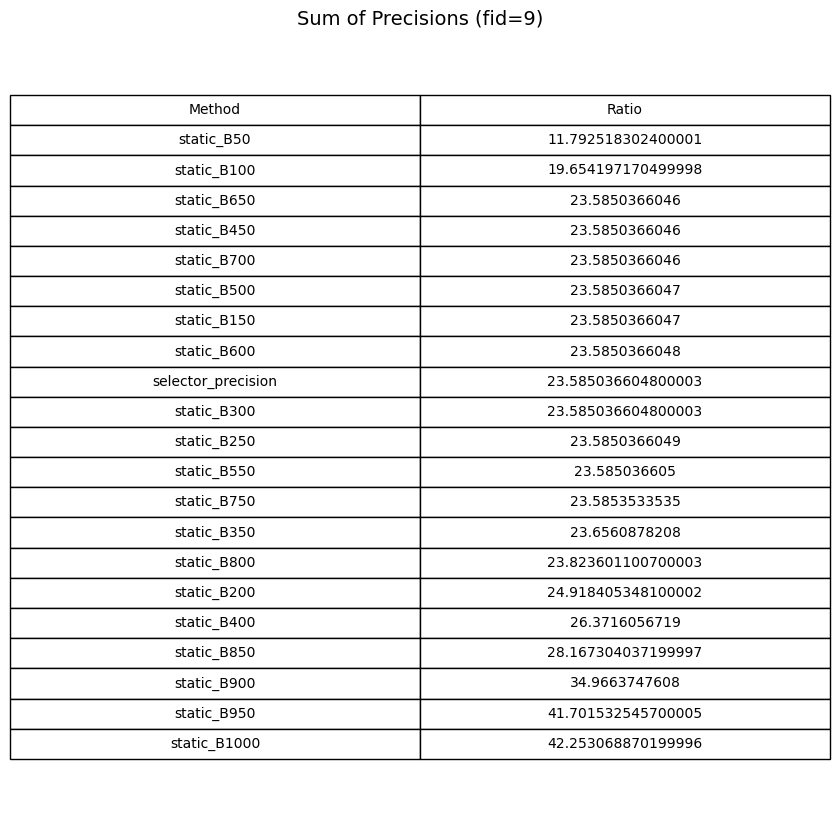 Sum of Precisions (fid=9)
Method Ratio
static_B50 11.792518302400001
static_B100 19.654197170499998
static_B650 23.5850366046
static_B450 23.5850366046
static_B700 23.5850366046
static_B500 23.5850366047
static_B150 23.5850366047
static_B600 23.5850366048
selector_precision 23.585036604800003
static_B300 23.585036604800003
static_B250 23.5850366049
static_B550 23.585036605
static_B750 23.5853533535
static_B350 23.6560878208
static_B800 23.823601100700003
static_B200 24.918405348100002
static_B400 26.3716056719
static_B850 28.167304037199997
static_B900 34.9663747608
static_B950 41.701532545700005
static_B1000 42.253068870199996